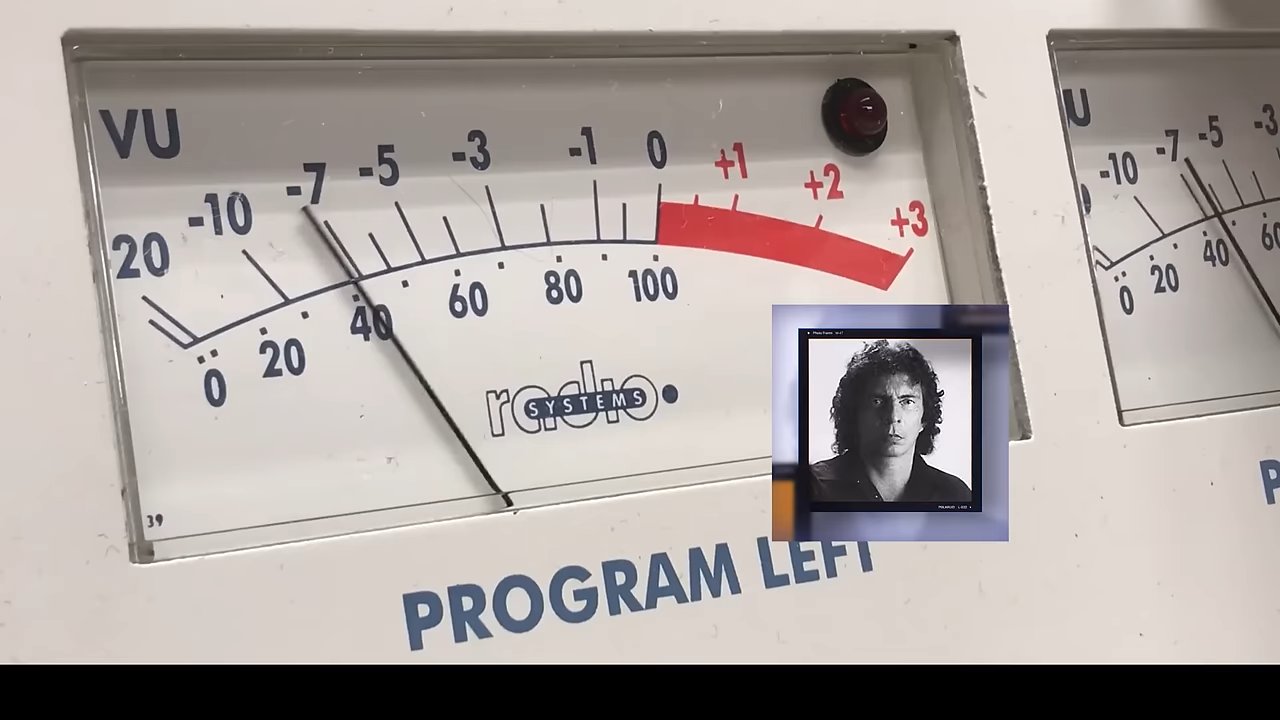 VU
20 -10 -7 -5 -3 -1 0 +1 +2 +3
0 20 40 60 80 100
radio
SYSTEMS
39
PROGRAM LEFT
U
-10 -7 -5 -3
0 20 40 60
P